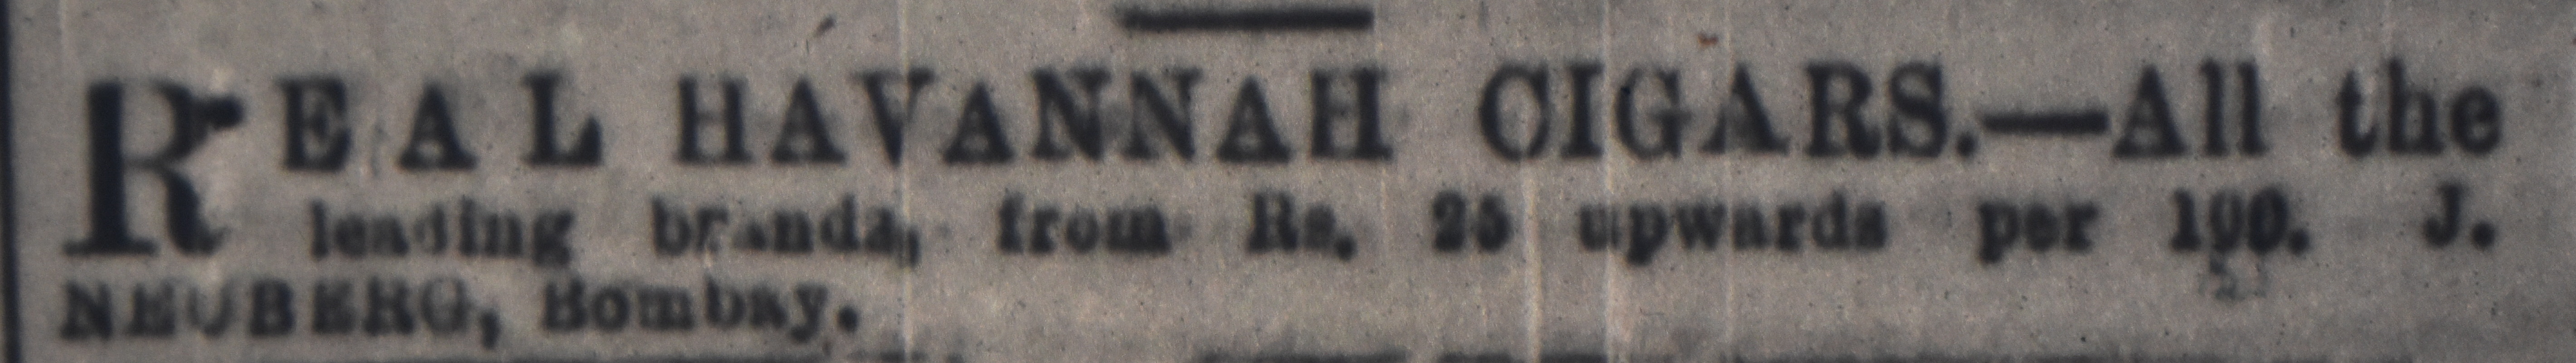 REAL HAVANNAH CIGARS.—All the
leading brands, from Rs. 25 upwards per 100. J.
NEUBERG, Bombay.